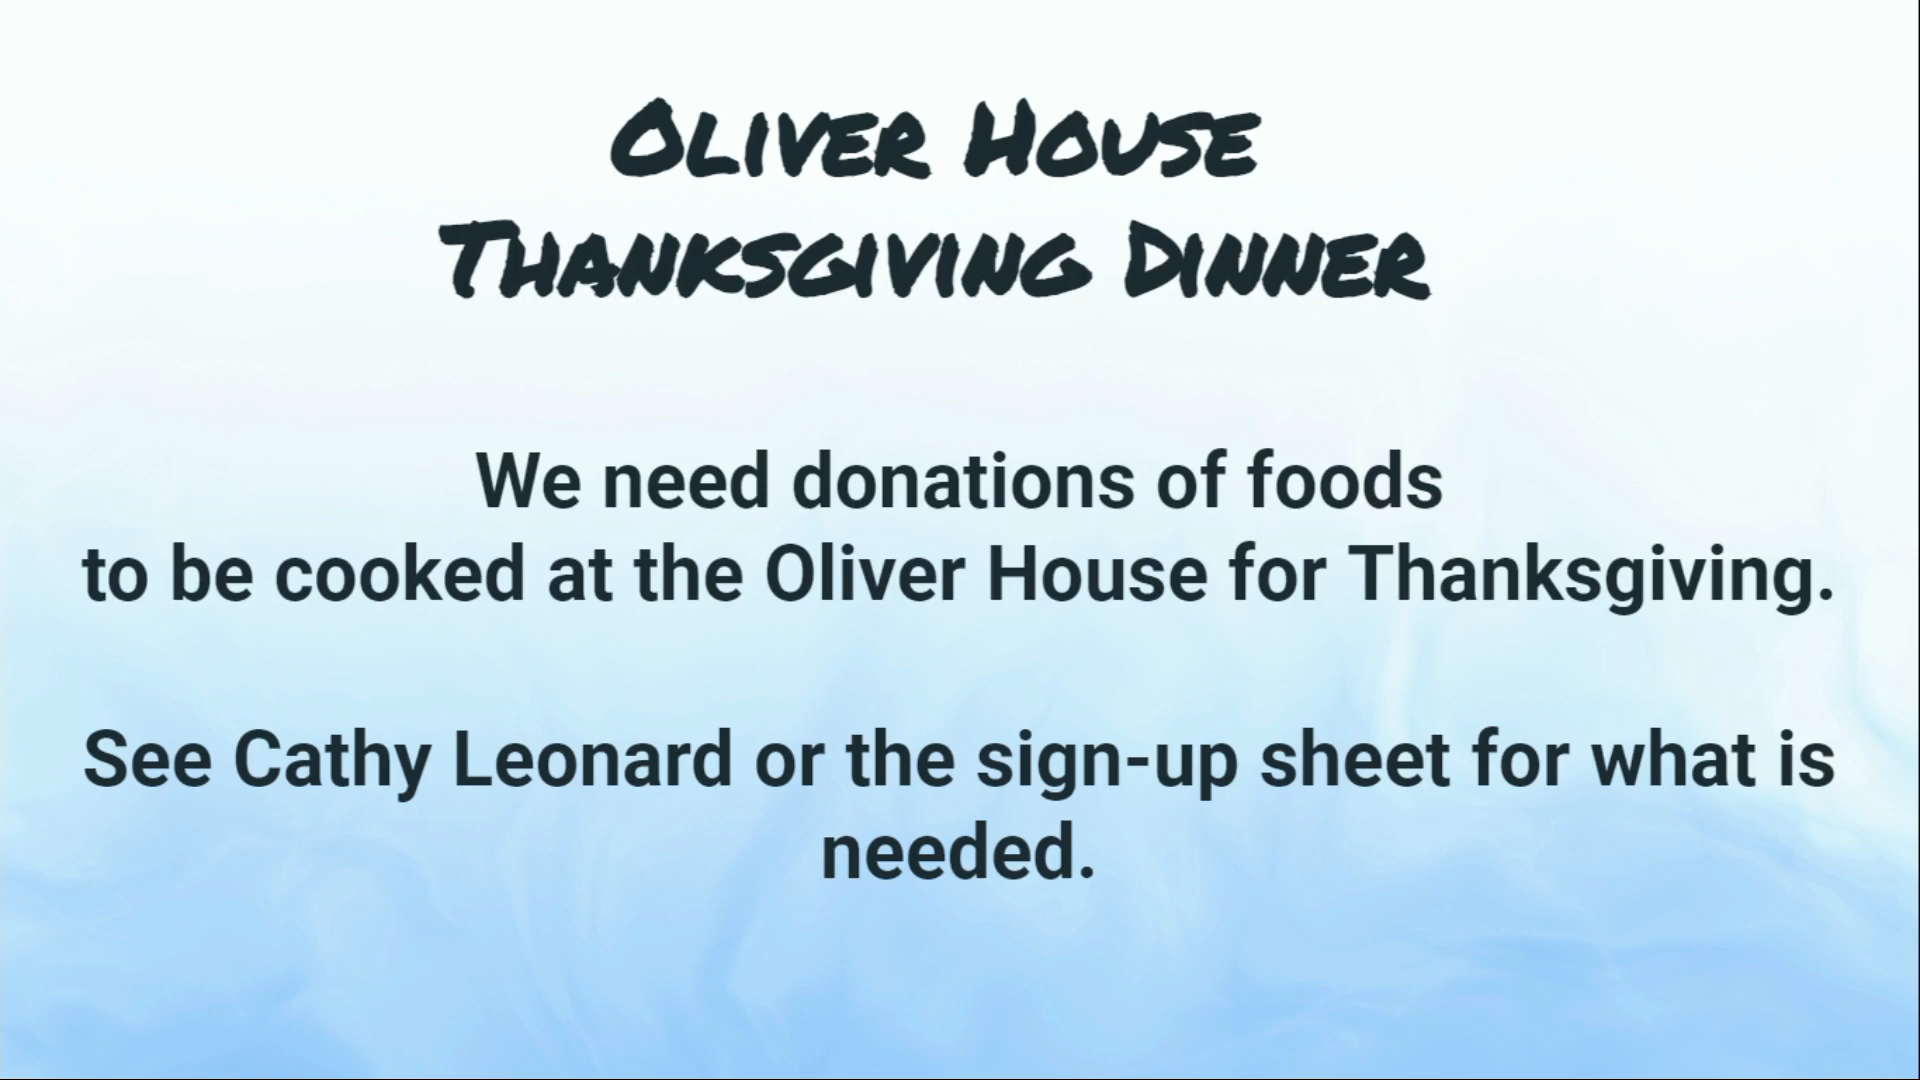 Oliver House
Thanksgiving Dinner
We need donations of foods
to be cooked at the Oliver House for Thanksgiving.
See Cathy Leonard or the sign-up sheet for what is
needed.